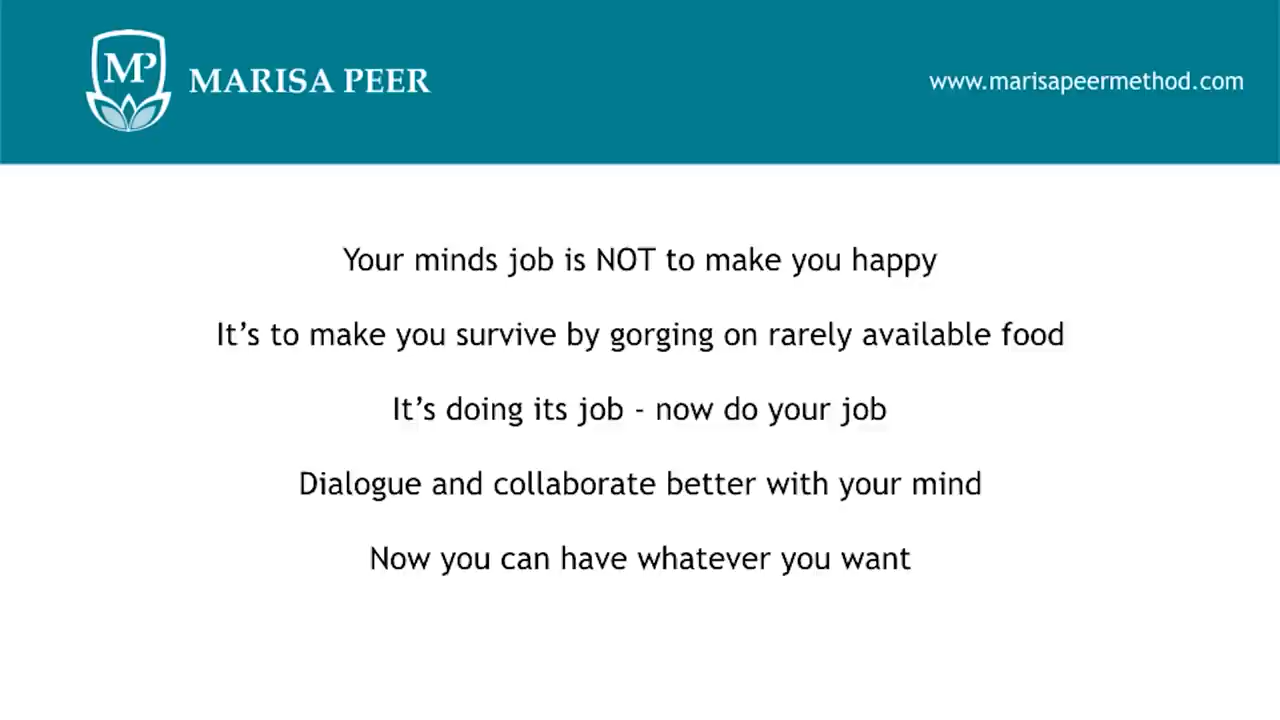 MP
MARISA PEER
www.marisapeermethod.com
Your minds job is NOT to make you happy
It’s to make you survive by gorging on rarely available food
It’s doing its job - now do your job
Dialogue and collaborate better with your mind
Now you can have whatever you want